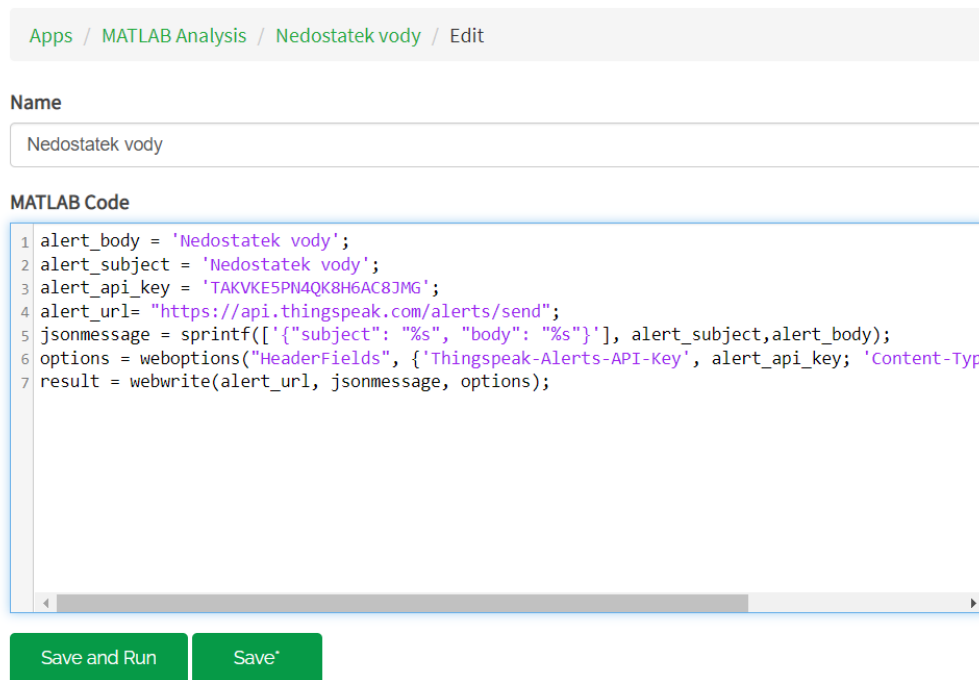 Apps / MATLAB Analysis / Nedostatek vody / Edit
Name
Nedostatek vody
MATLAB Code
1 alert_body = 'Nedostatek vody';
2 alert_subject = 'Nedostatek vody';
3 alert_api_key = 'TAKVKE5PN4QK8H6AC8JMG';
4 alert_url= "https://api.thingspeak.com/alerts/send";
5 jsonmessage = sprintf(['{"subject": "%s", "body": "%s"}'], alert_subject,alert_body);
6 options = weboptions("HeaderFields", {'Thingspeak-Alerts-API-Key', alert_api_key; 'Content-Typ
7 result = webwrite(alert_url, jsonmessage, options);
Save and Run Save*